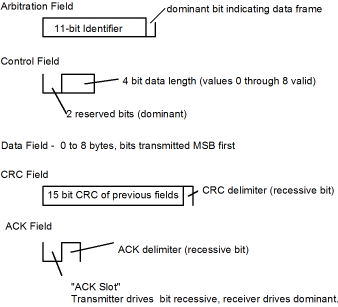 Arbitration Field
dominant bit indicating data frame
11-bit Identifier
Control Field
4 bit data length (values 0 through 8 valid)
2 reserved bits (dominant)
Data Field - 0 to 8 bytes, bits transmitted MSB first
CRC Field
15 bit CRC of previous fields
CRC delimiter (recessive bit)
ACK Field
ACK delimiter (recessive bit)
"ACK Slot"
Transmitter drives bit recessive, receiver drives dominant.